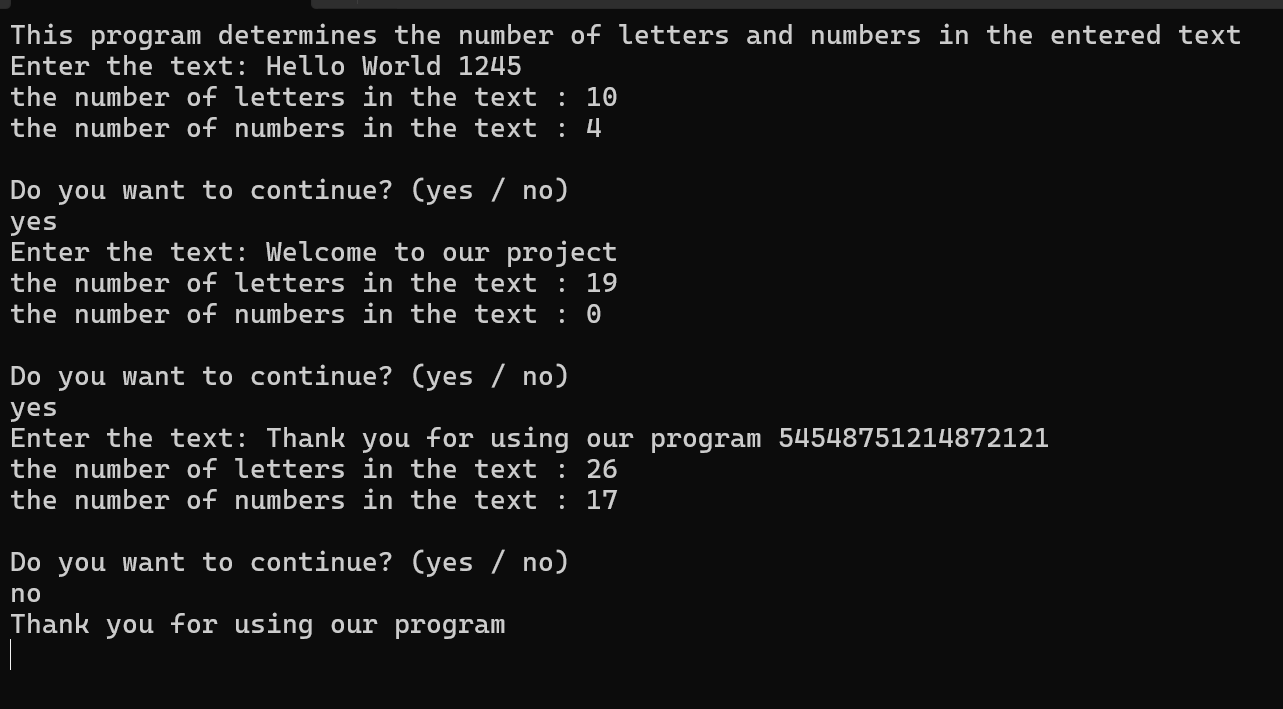 This program determines the number of letters and numbers in the entered text
Enter the text: Hello World 1245
the number of letters in the text : 10
the number of numbers in the text : 4
Do you want to continue? (yes / no)
yes
Enter the text: Welcome to our project
the number of letters in the text : 19
the number of numbers in the text : 0
Do you want to continue? (yes / no)
yes
Enter the text: Thank you for using our program 54548751214872121
the number of letters in the text : 26
the number of numbers in the text : 17
Do you want to continue? (yes / no)
no
Thank you for using our program